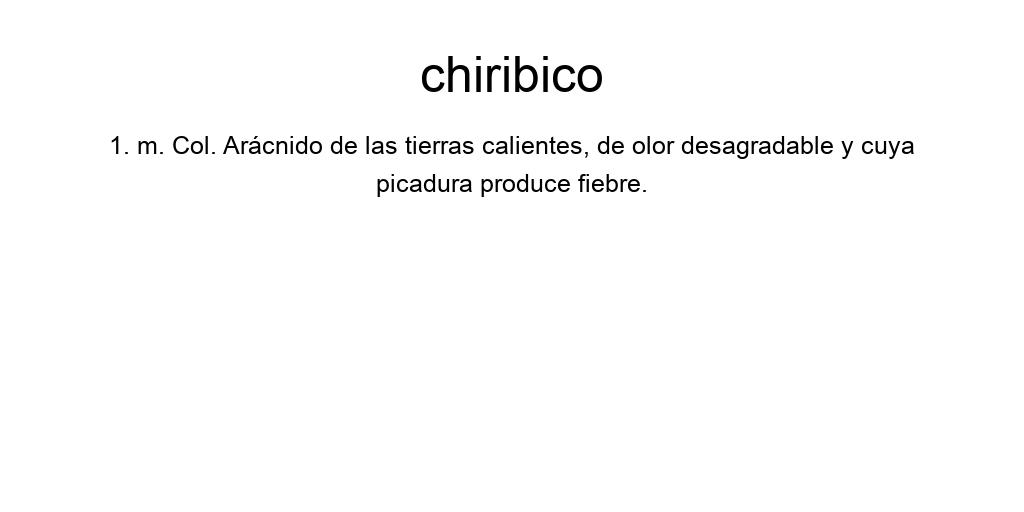 chiribico
1. m. Col. Arácnido de las tierras calientes, de olor desagradable y cuya
picadura produce fiebre.